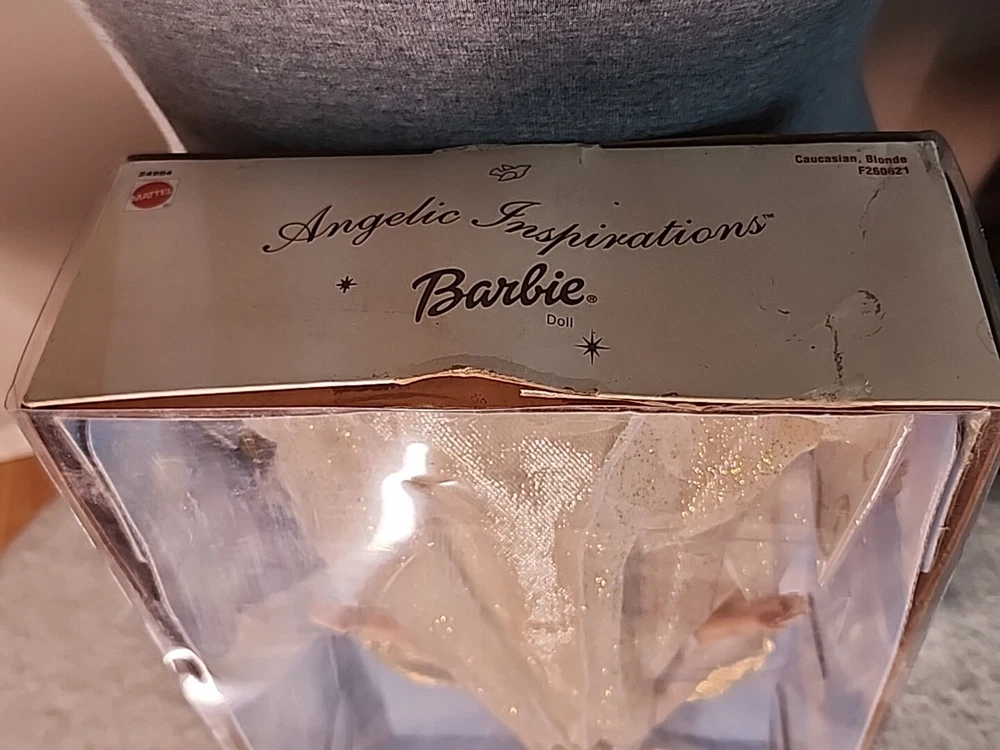 24984
MATTEL
Caucasian, Blonde
F260621
Angelic Inspirations™
Barbie®
Doll